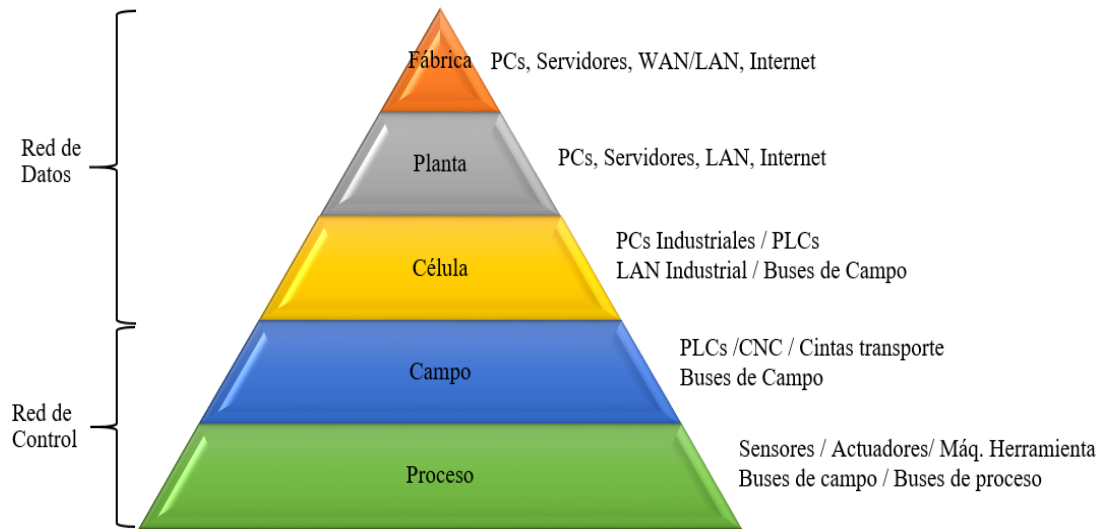 Fábrica
PCs, Servidores, WAN/LAN, Internet
Red de
Datos
Planta
PCs, Servidores, LAN, Internet
Célula
PCs Industriales / PLCs
LAN Industrial / Buses de Campo
Campo
PLCs /CNC / Cintas transporte
Buses de Campo
Red de
Control
Proceso
Sensores / Actuadores/ Máq. Herramienta
Buses de campo / Buses de proceso